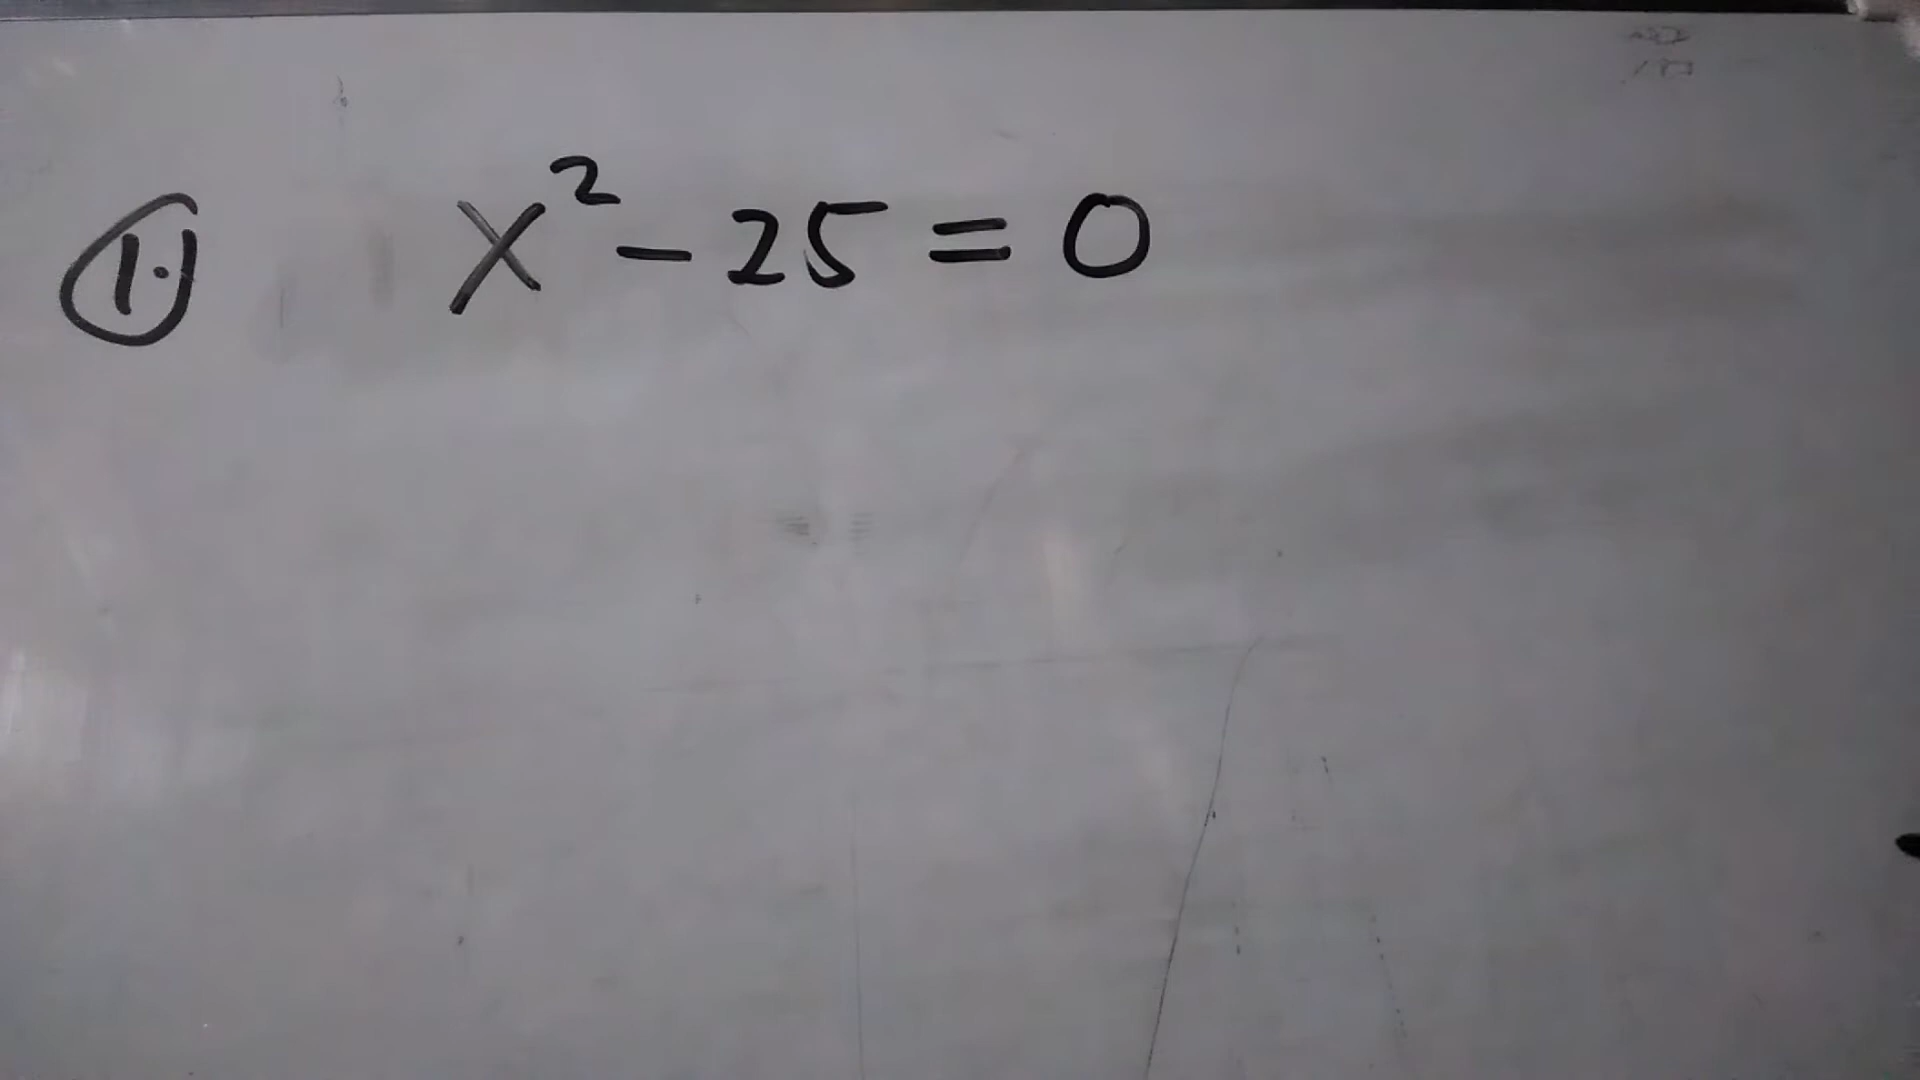 1. x² - 25 = 0